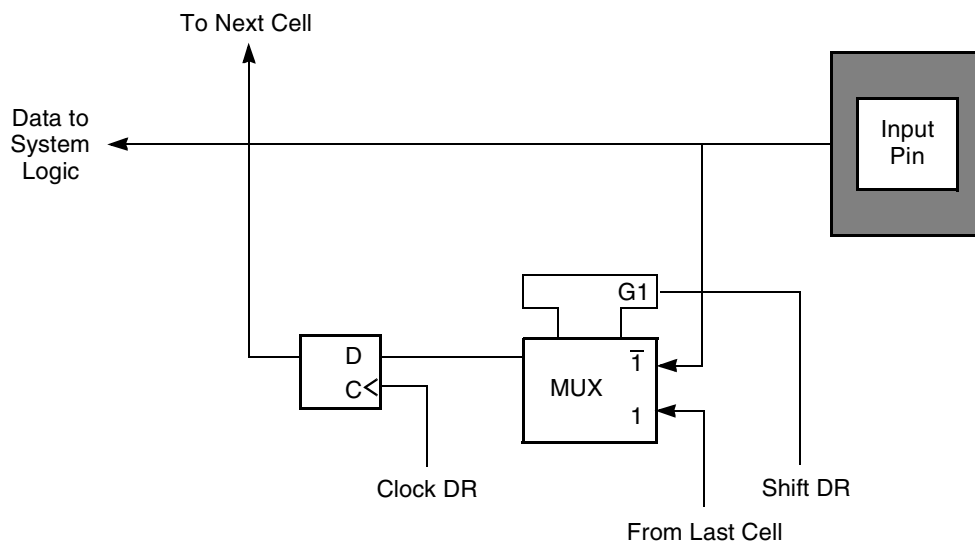 To Next Cell
Data to
System
Logic
Input
Pin
G1
D
C
MUX
1̅
1
Clock DR
Shift DR
From Last Cell